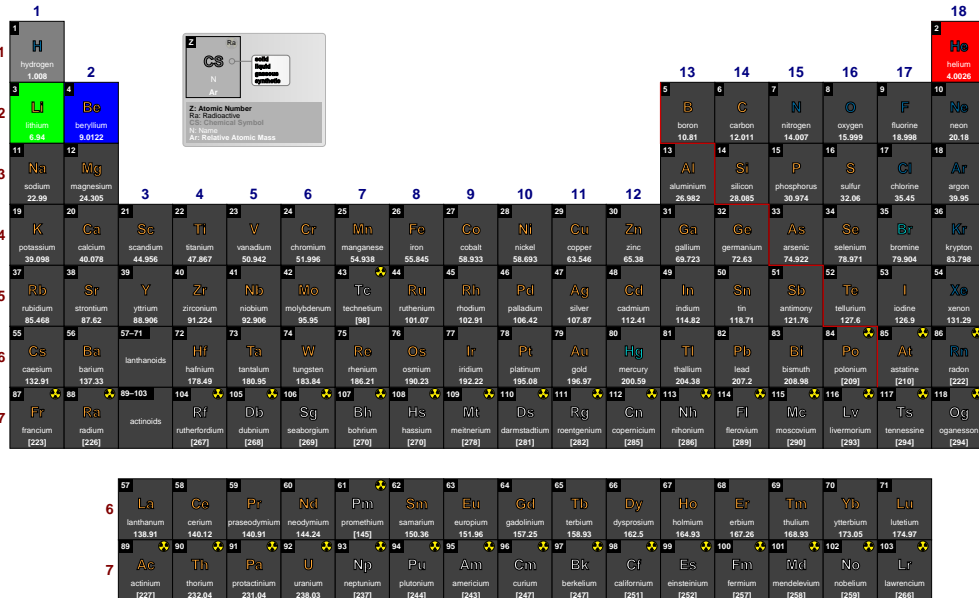 1 18
1 H hydrogen 1.008 2 He helium 4.0026
2 13 14 15 16 17
Z Ra CS N Ar
solid
liquid
gaseous
synthetic
Z: Atomic Number
Ra: Radioactive
CS: Chemical Symbol
N: Name
Ar: Relative Atomic Mass
2 3 Li lithium 6.94 4 Be beryllium 9.0122 5 B boron 10.81 6 C carbon 12.011 7 N nitrogen 14.007 8 O oxygen 15.999 9 F fluorine 18.998 10 Ne neon 20.18
3 11 Na sodium 22.99 12 Mg magnesium 24.305 13 Al aluminium 26.982 14 Si silicon 28.085 15 P phosphorus 30.974 16 S sulfur 32.06 17 Cl chlorine 35.45 18 Ar argon 39.95
3 4 5 6 7 8 9 10 11 12
4 19 K potassium 39.098 20 Ca calcium 40.078 21 Sc scandium 44.956 22 Ti titanium 47.867 23 V vanadium 50.942 24 Cr chromium 51.996 25 Mn manganese 54.938 26 Fe iron 55.845 27 Co cobalt 58.933 28 Ni nickel 58.693 29 Cu copper 63.546 30 Zn zinc 65.38 31 Ga gallium 69.723 32 Ge germanium 72.63 33 As arsenic 74.922 34 Se selenium 78.971 35 Br bromine 79.904 36 Kr krypton 83.798
5 37 Rb rubidium 85.468 38 Sr strontium 87.62 39 Y yttrium 88.906 40 Zr zirconium 91.224 41 Nb niobium 92.906 42 Mo molybdenum 95.95 43 Tc technetium [98] 44 Ru ruthenium 101.07 45 Rh rhodium 102.91 46 Pd palladium 106.42 47 Ag silver 107.87 48 Cd cadmium 112.41 49 In indium 114.82 50 Sn tin 118.71 51 Sb antimony 121.76 52 Te tellurium 127.6 53 I iodine 126.9 54 Xe xenon 131.29
6 55 Cs caesium 132.91 56 Ba barium 137.33 57–71 lanthanoids 72 Hf hafnium 178.49 73 Ta tantalum 180.95 74 W tungsten 183.84 75 Re rhenium 186.21 76 Os osmium 190.23 77 Ir iridium 192.22 78 Pt platinum 195.08 79 Au gold 196.97 80 Hg mercury 200.59 81 Tl thallium 204.38 82 Pb lead 207.2 83 Bi bismuth 208.98 84 Po polonium [209] 85 At astatine [210] 86 Rn radon [222]
7 87 Fr francium [223] 88 Ra radium [226] 89–103 actinoids 104 Rf rutherfordium [267] 105 Db dubnium [268] 106 Sg seaborgium [269] 107 Bh bohrium [270] 108 Hs hassium [270] 109 Mt meitnerium [278] 110 Ds darmstadtium [281] 111 Rg roentgenium [282] 112 Cn copernicium [285] 113 Nh nihonium [286] 114 Fl flerovium [289] 115 Mc moscovium [290] 116 Lv livermorium [293] 117 Ts tennessine [294] 118 Og oganesson [294]
6 57 La lanthanum 138.91 58 Ce cerium 140.12 59 Pr praseodymium 140.91 60 Nd neodymium 144.24 61 Pm promethium [145] 62 Sm samarium 150.36 63 Eu europium 151.96 64 Gd gadolinium 157.25 65 Tb terbium 158.93 66 Dy dysprosium 162.5 67 Ho holmium 164.93 68 Er erbium 167.26 69 Tm thulium 168.93 70 Yb ytterbium 173.05 71 Lu lutetium 174.97
7 89 Ac actinium [227] 90 Th thorium 232.04 91 Pa protactinium 231.04 92 U uranium 238.03 93 Np neptunium [237] 94 Pu plutonium [244] 95 Am americium [243] 96 Cm curium [247] 97 Bk berkelium [247] 98 Cf californium [251] 99 Es einsteinium [252] 100 Fm fermium [257] 101 Md mendelevium [258] 102 No nobelium [259] 103 Lr lawrencium [266]